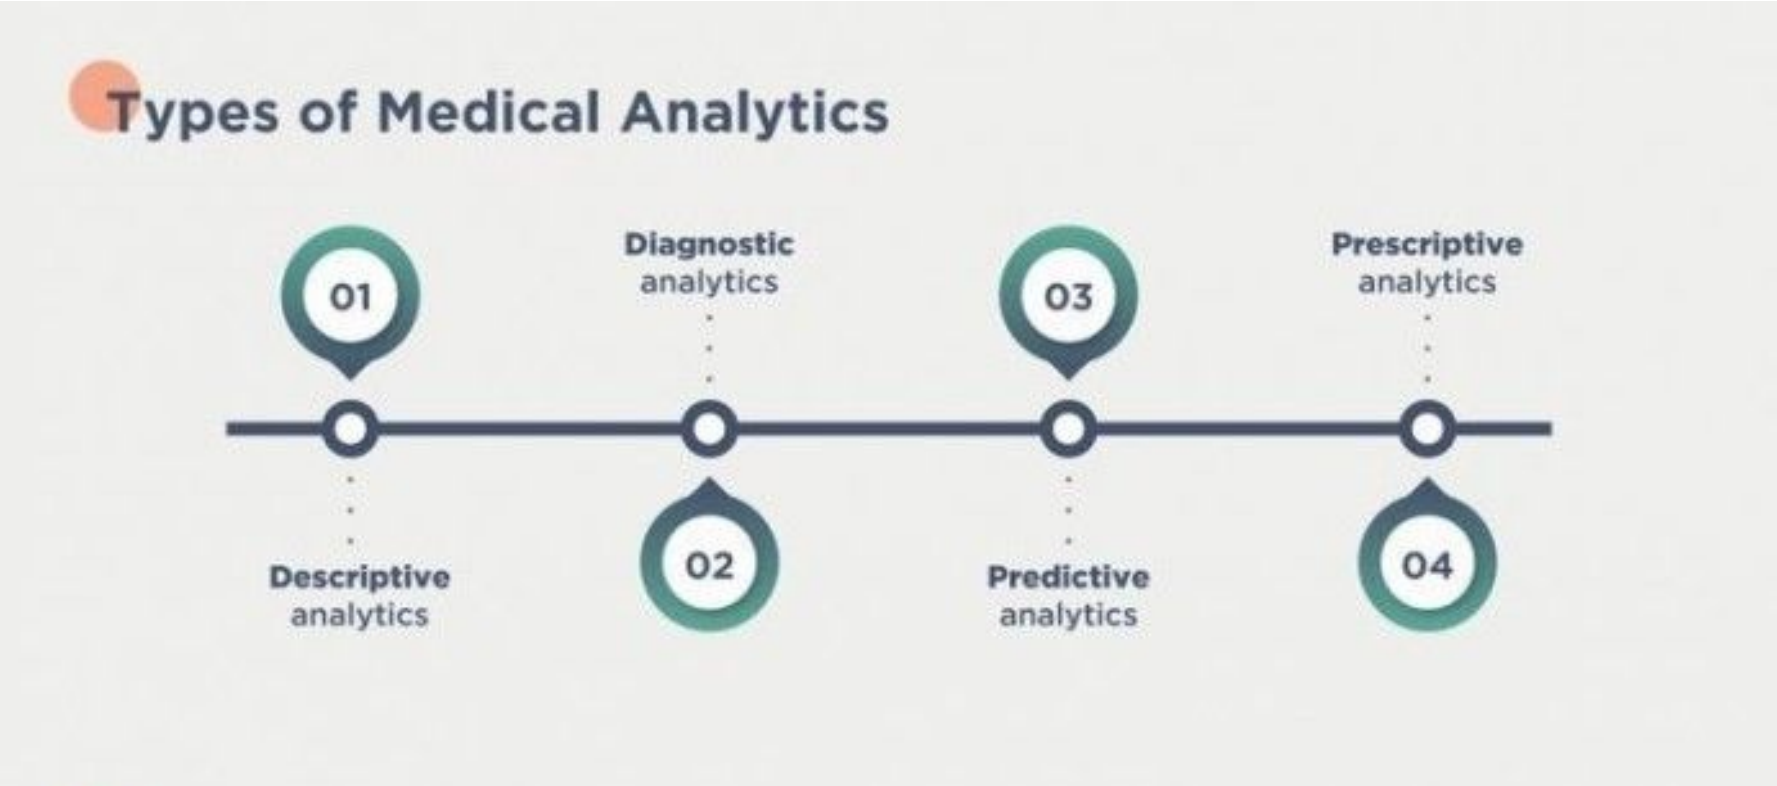 Types of Medical Analytics
01
Descriptive
analytics
Diagnostic
analytics
02
03
Predictive
analytics
Prescriptive
analytics
04